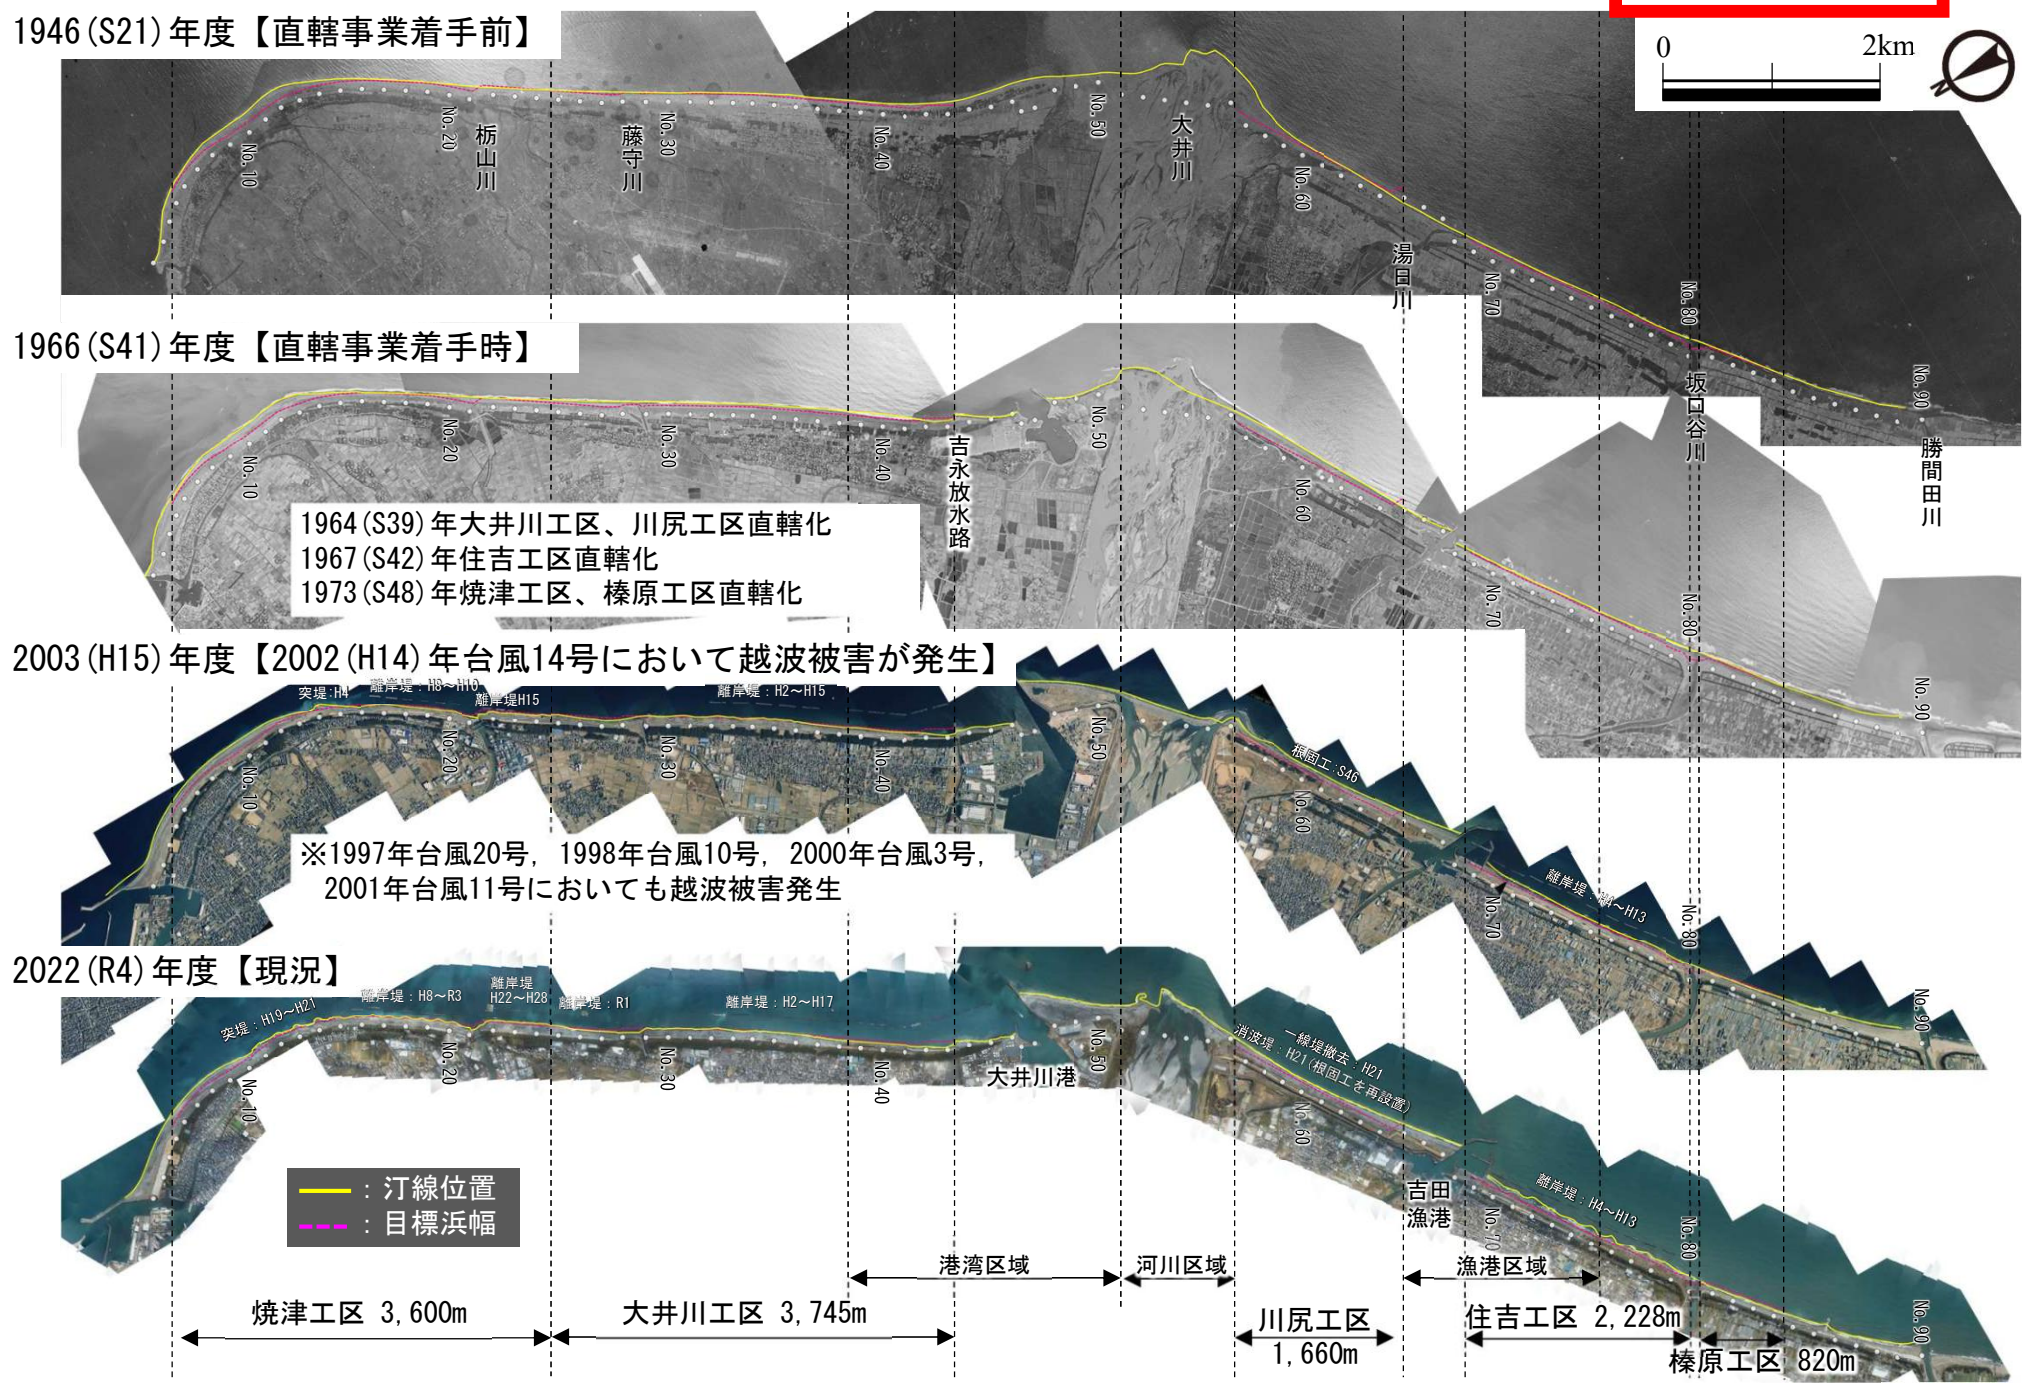 1946(S21)年度【直轄事業着手前】
0 2km
No.10
No.20
栃山川
藤守川
No.30
No.40
No.50
大井川
No.60
湯日川
No.70
No.80
坂口谷川
No.90
勝間田川
1966(S41)年度【直轄事業着手時】
No.10
No.20
No.30
No.40
吉永放水路
No.50
No.60
No.70
No.80
No.90
1964(S39)年大井川工区、川尻工区直轄化
1967(S42)年住吉工区直轄化
1973(S48)年焼津工区、榛原工区直轄化
2003(H15)年度【2002(H14)年台風14号において越波被害が発生】
突堤:H4
離岸堤:H8～H10
離岸堤H15
離岸堤:H2～H15
根固工:S46
離岸堤:H4～H13
No.10
No.20
No.30
No.40
No.50
No.60
No.70
No.80
No.90
※1997年台風20号, 1998年台風10号, 2000年台風3号,
2001年台風11号においても越波被害発生
2022(R4)年度【現況】
突堤:H19～H21
離岸堤:H8～R3
離岸堤
H22～H28
離岸堤:R1
離岸堤:H2～H17
一線堤撤去:H21
消波堤:H21(根固工を再設置)
離岸堤:H4～H13
No.10
No.20
No.30
No.40
大井川港
No.50
No.60
吉田
漁港
No.70
No.80
No.90
:汀線位置
:目標浜幅
港湾区域
河川区域
漁港区域
焼津工区 3,600m
大井川工区 3,745m
川尻工区
1,660m
住吉工区 2,228m
榛原工区 820m